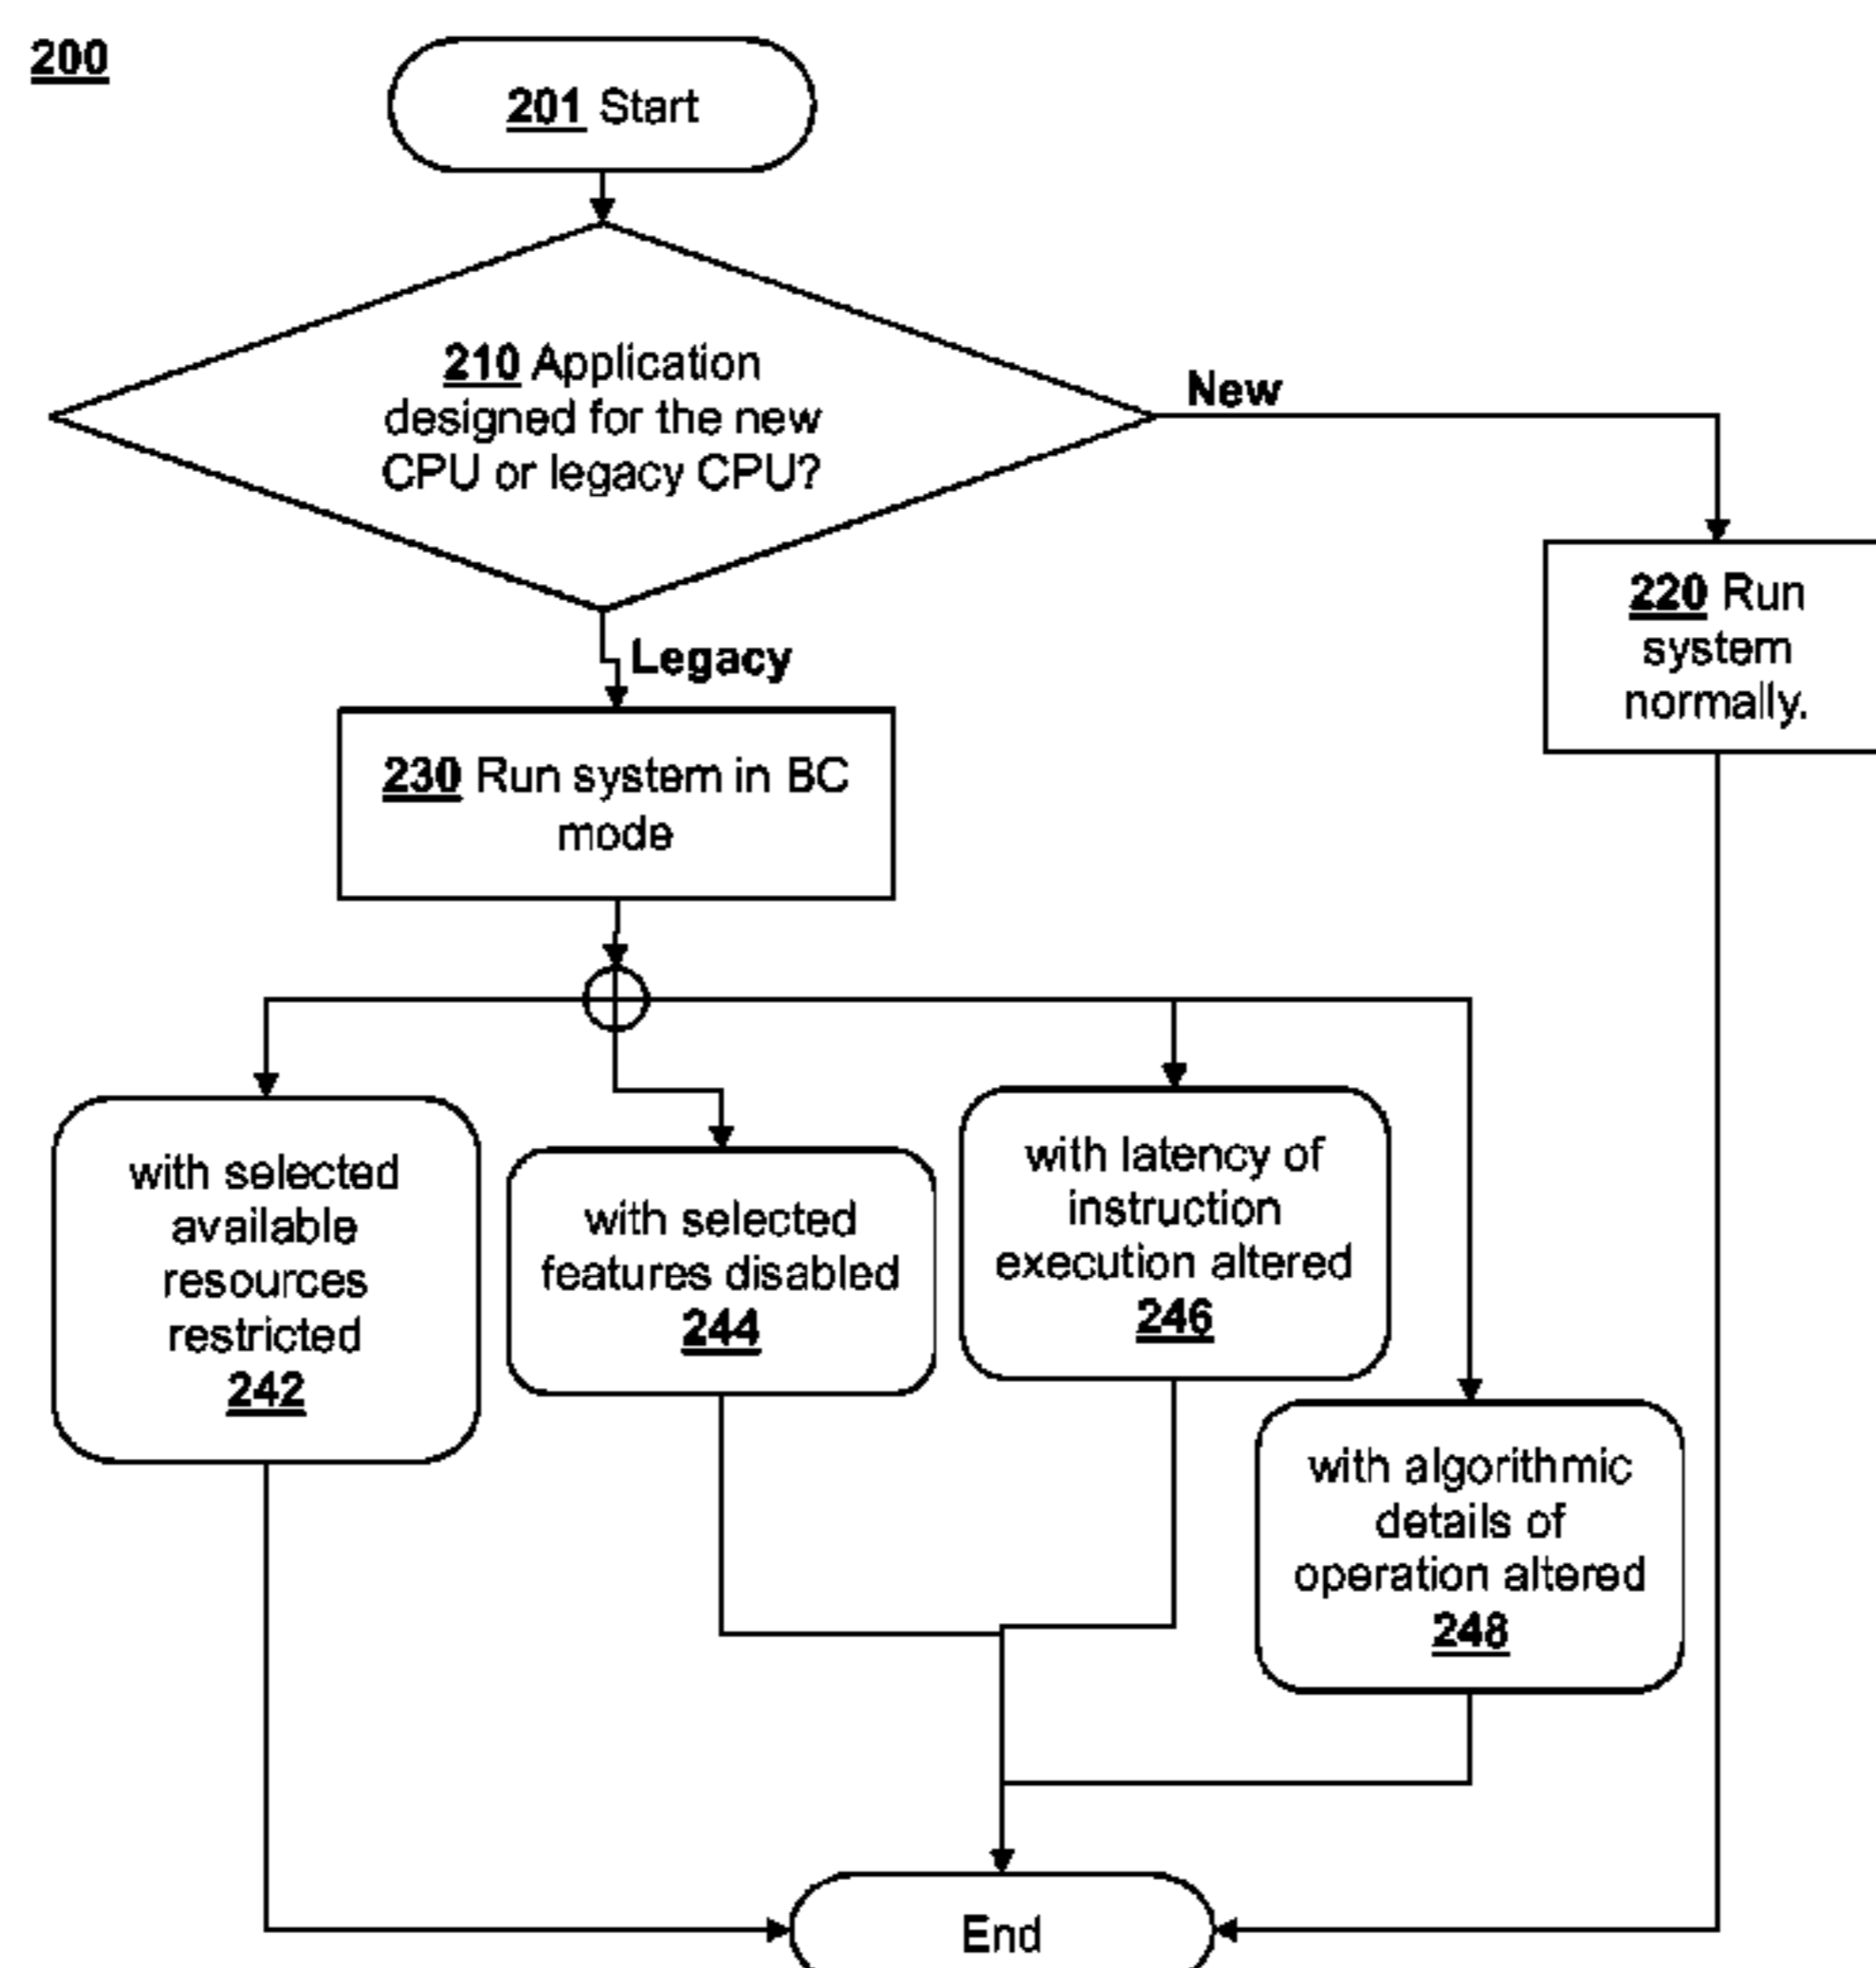 200
201 Start
210 Application
designed for the new
CPU or legacy CPU?
New
220 Run
system
normally.
Legacy
230 Run system in BC
mode
with selected
available
resources
restricted
242
with selected
features disabled
244
with latency of
instruction
execution altered
246
with algorithmic
details of
operation altered
248
End